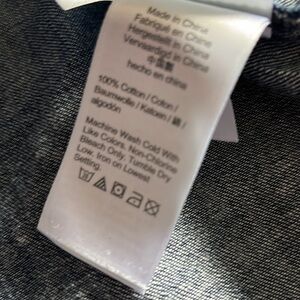 Made in China
Fabriqué en Chine
Hergestellt in China
Vervaardigd in China
中国製
hecho en china
100% Cotton / Coton /
Baumwolle / Katoen / 綿 /
algodón
Machine Wash Cold With
Like Colors. Non-Chlorine
Bleach Only. Tumble Dry
Low. Iron on Lowest
Setting.